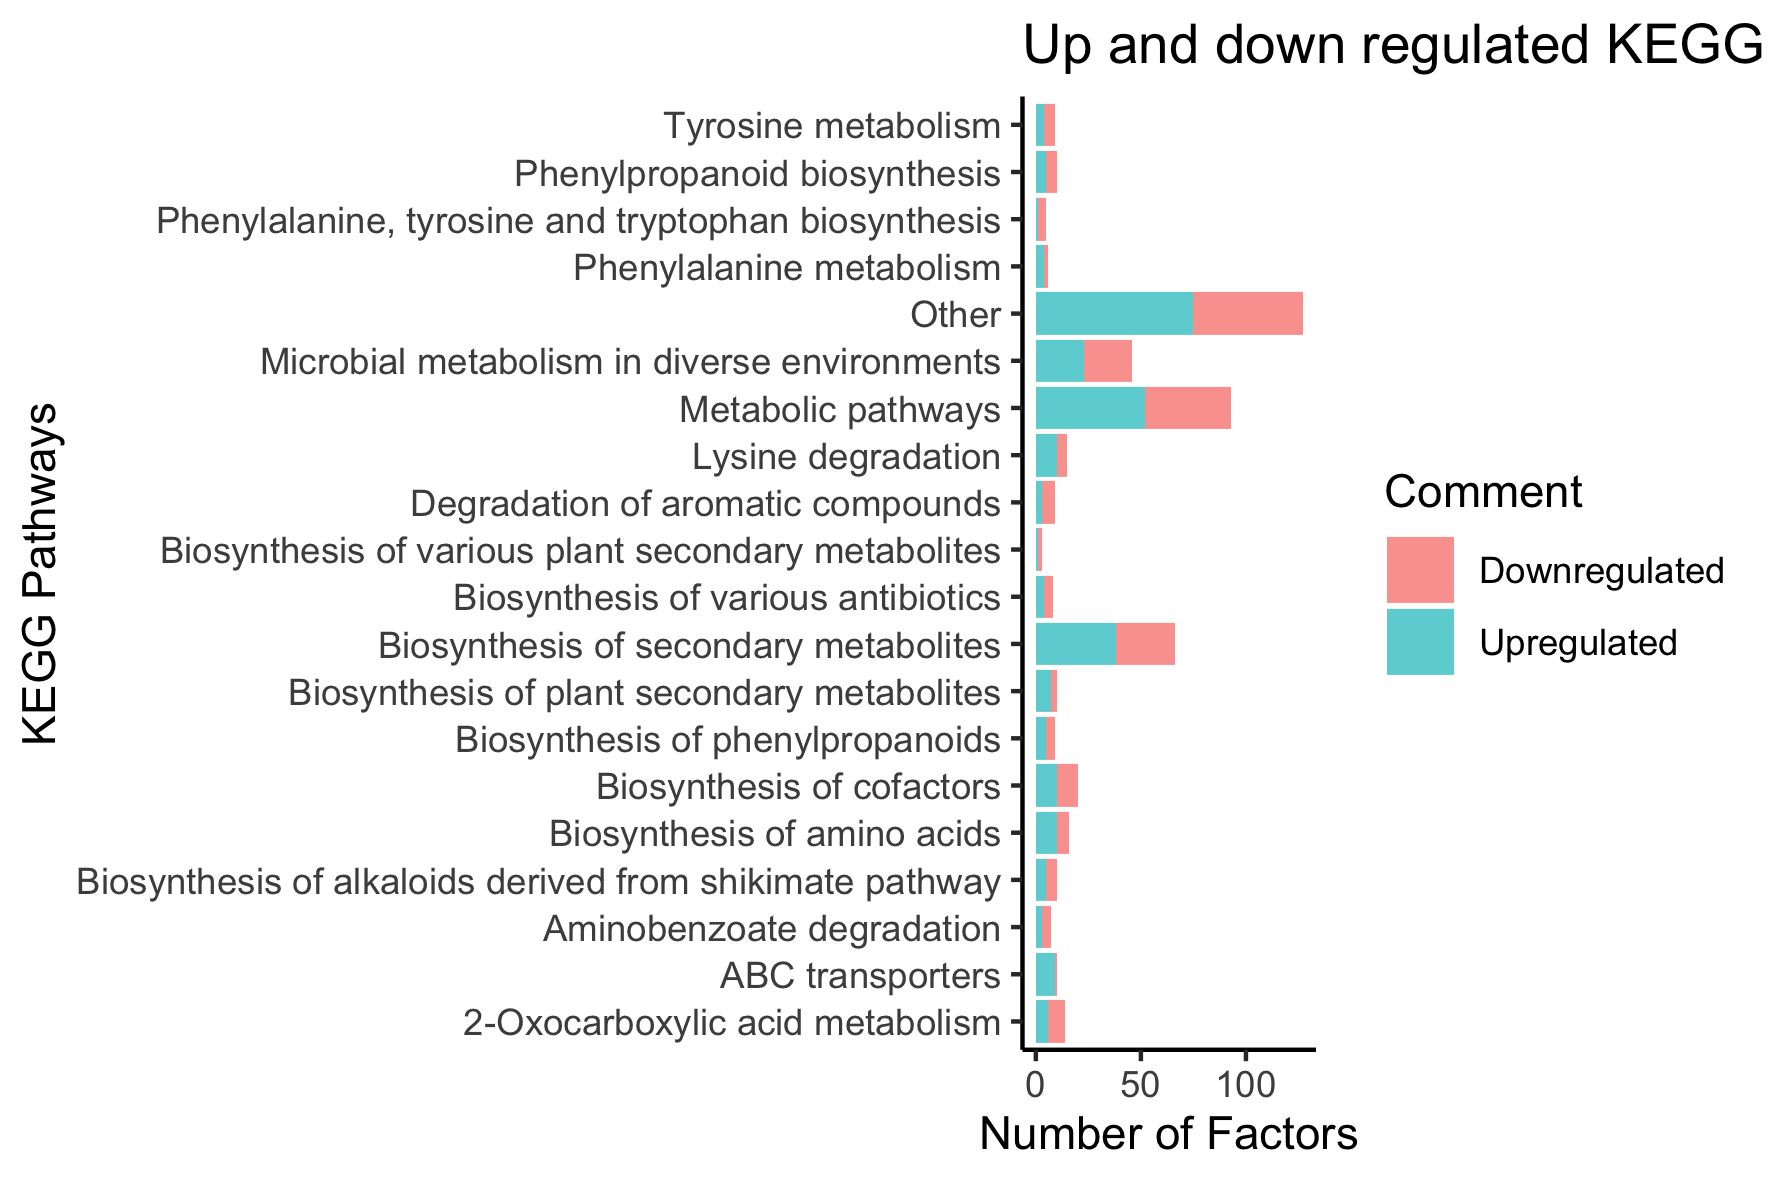 Up and down regulated KEGG
Tyrosine metabolism
Phenylpropanoid biosynthesis
Phenylalanine, tyrosine and tryptophan biosynthesis
Phenylalanine metabolism
Other
Microbial metabolism in diverse environments
Metabolic pathways
Lysine degradation
Degradation of aromatic compounds
Biosynthesis of various plant secondary metabolites
Biosynthesis of various antibiotics
Biosynthesis of secondary metabolites
Biosynthesis of plant secondary metabolites
Biosynthesis of phenylpropanoids
Biosynthesis of cofactors
Biosynthesis of amino acids
Biosynthesis of alkaloids derived from shikimate pathway
Aminobenzoate degradation
ABC transporters
2-Oxocarboxylic acid metabolism
KEGG Pathways
0 50 100
Number of Factors
Comment
Downregulated
Upregulated